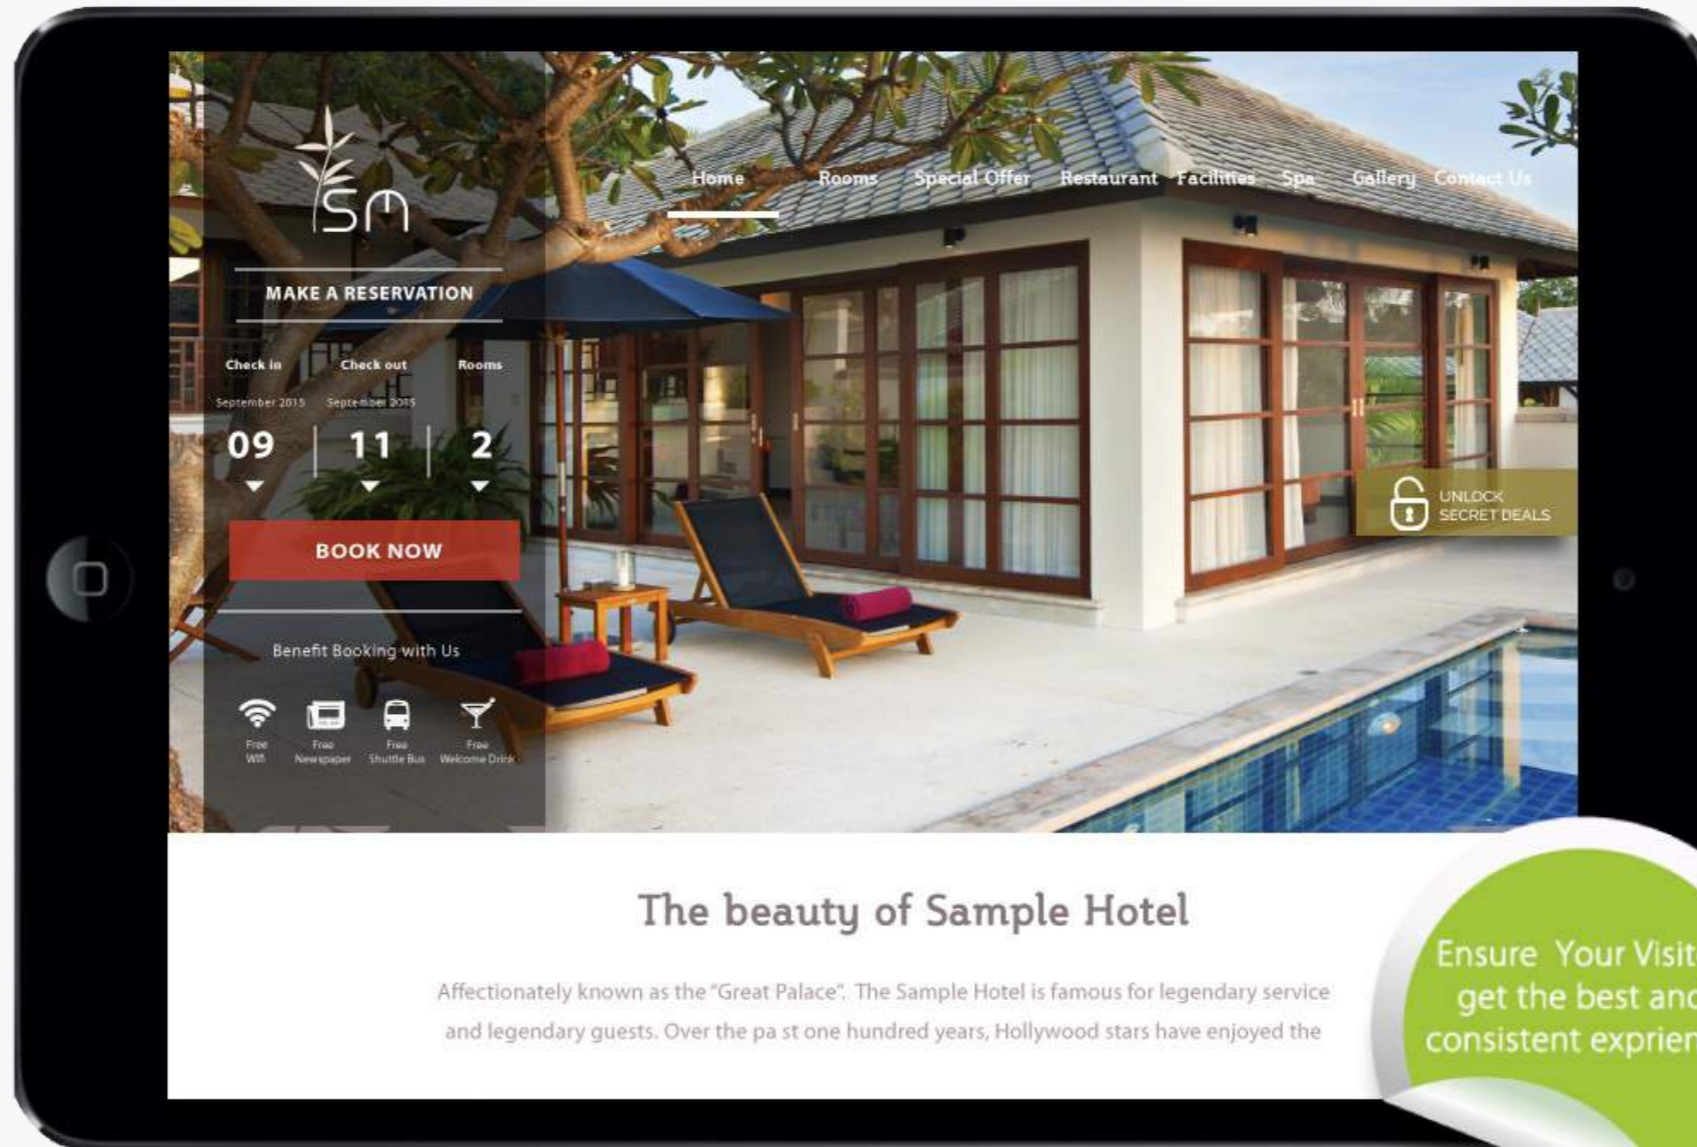 SM
Home Rooms Special Offer Restaurant Facilities Spa Gallery Contact Us
MAKE A RESERVATION
Check in Check out Rooms
September 2015 September 2015
09 11 2
BOOK NOW
Benefit Booking with Us
Free Wifi
Free Newspaper
Free Shuttle Bus
Free Welcome Drink
UNLOCK
SECRET DEALS
The beauty of Sample Hotel
Affectionately known as the “Great Palace”. The Sample Hotel is famous for legendary service
and legendary guests. Over the pa st one hundred years, Hollywood stars have enjoyed the
Ensure Your Visit
get the best and
consistent exprien